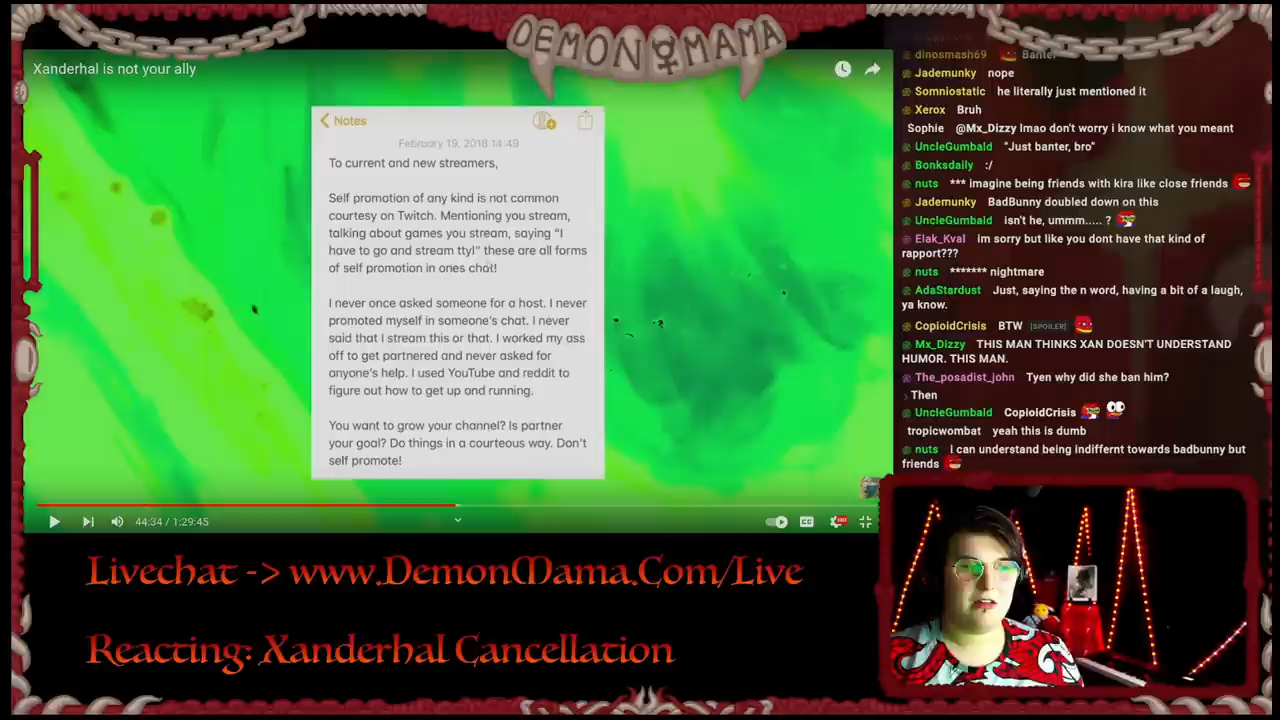 DEMON MAMA
Xanderhal is not your ally
Notes
February 19, 2018 14:49
To current and new streamers,
Self promotion of any kind is not common
courtesy on Twitch. Mentioning you stream,
talking about games you stream, saying "I
have to go and stream ttyl" these are all forms
of self promotion in ones chat!
I never once asked someone for a host. I never
promoted myself in someone's chat. I never
said that I stream this or that. I worked my ass
off to get partnered and never asked for
anyone's help. I used YouTube and reddit to
figure out how to get up and running.
You want to grow your channel? Is partner
your goal? Do things in a courteous way. Don't
self promote!
44:34 / 1:29:45
CC
HD
Livechat -> www.DemonMama.Com/Live
Reacting: Xanderhal Cancellation
dinosmash69 Banter
Jademunky nope
Somniostatic he literally just mentioned it
Xerox Bruh
Sophie @Mx_Dizzy lmao don't worry i know what you meant
UncleGumbald "Just banter, bro"
Bonksdaily :/
nuts *** imagine being friends with kira like close friends
Jademunky BadBunny doubled down on this
UncleGumbald isn't he, ummm..... ?
Elak_Kval im sorry but like you dont have that kind of
rapport???
nuts ******* nightmare
AdaStardust Just, saying the n word, having a bit of a laugh,
ya know.
CopioidCrisis BTW [SPOILER]
Mx_Dizzy THIS MAN THINKS XAN DOESN'T UNDERSTAND
HUMOR. THIS MAN.
The_posadist_john Tyen why did she ban him?
Then
UncleGumbald CopioidCrisis
tropicwombat yeah this is dumb
nuts I can understand being indiffernt towards badbunny but
friends